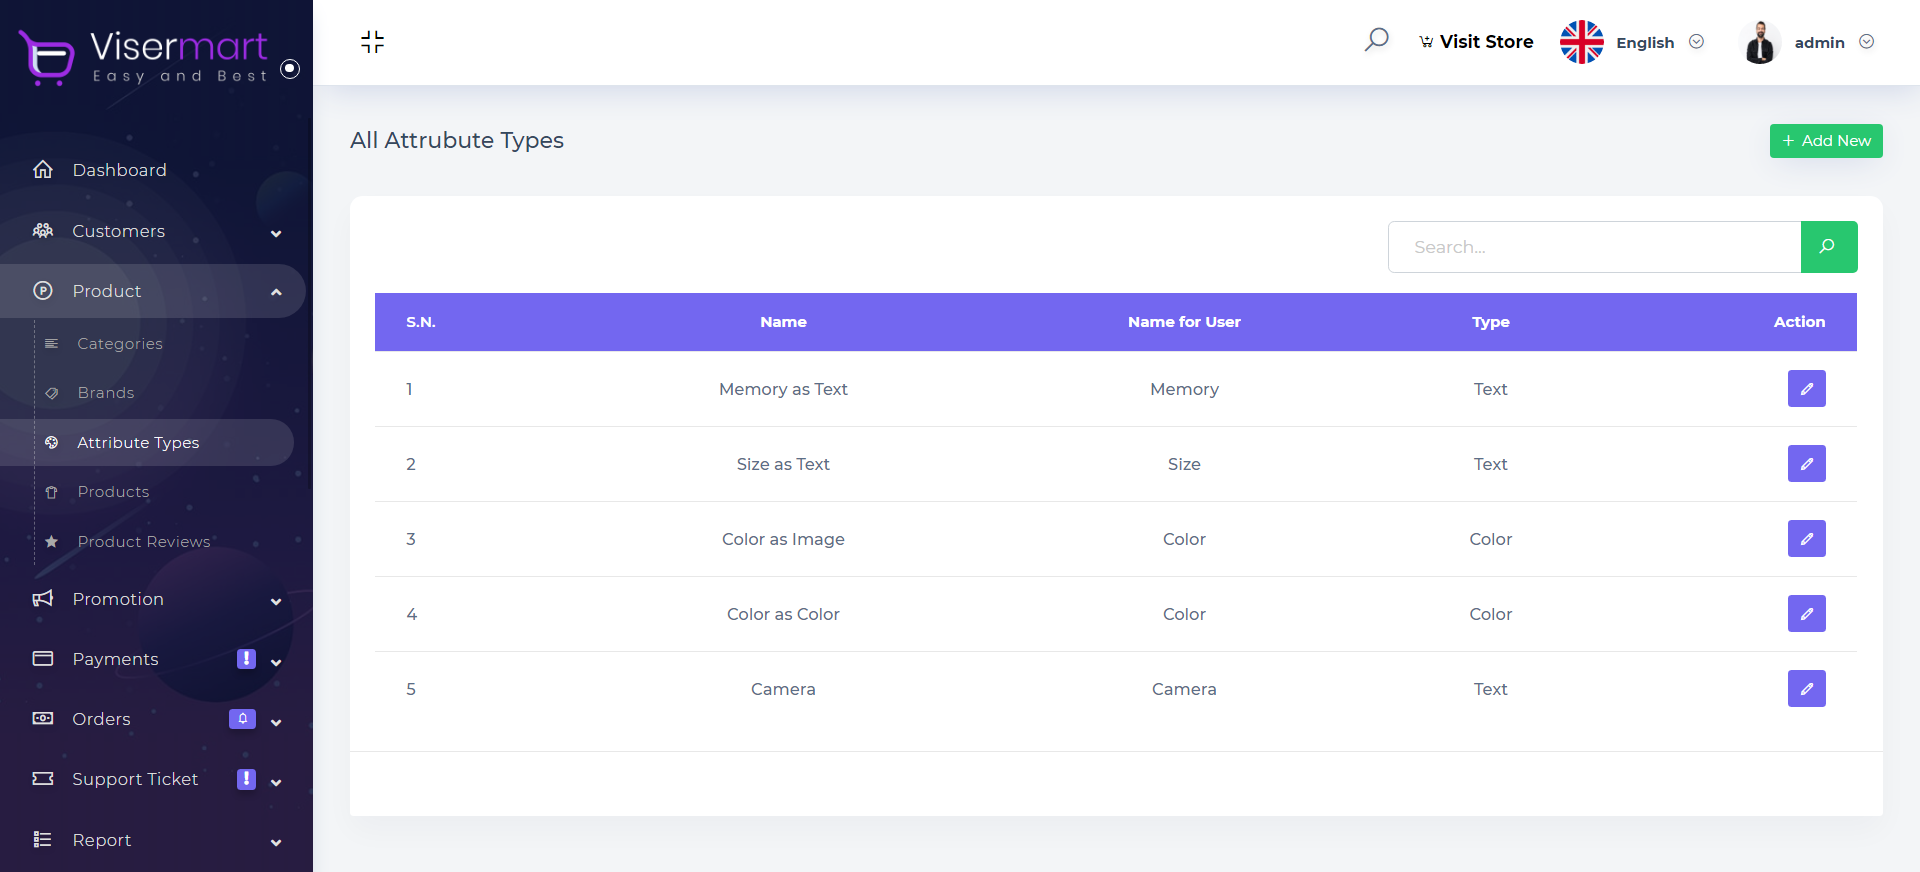 Visermart
Easy and Best
Visit Store
English
admin
Dashboard
Customers
Product
Categories
Brands
Attribute Types
Products
Product Reviews
Promotion
Payments !
Orders
Support Ticket !
Report
All Attrubute Types
+ Add New
Search...
S.N. Name Name for User Type Action
1 Memory as Text Memory Text
2 Size as Text Size Text
3 Color as Image Color Color
4 Color as Color Color Color
5 Camera Camera Text